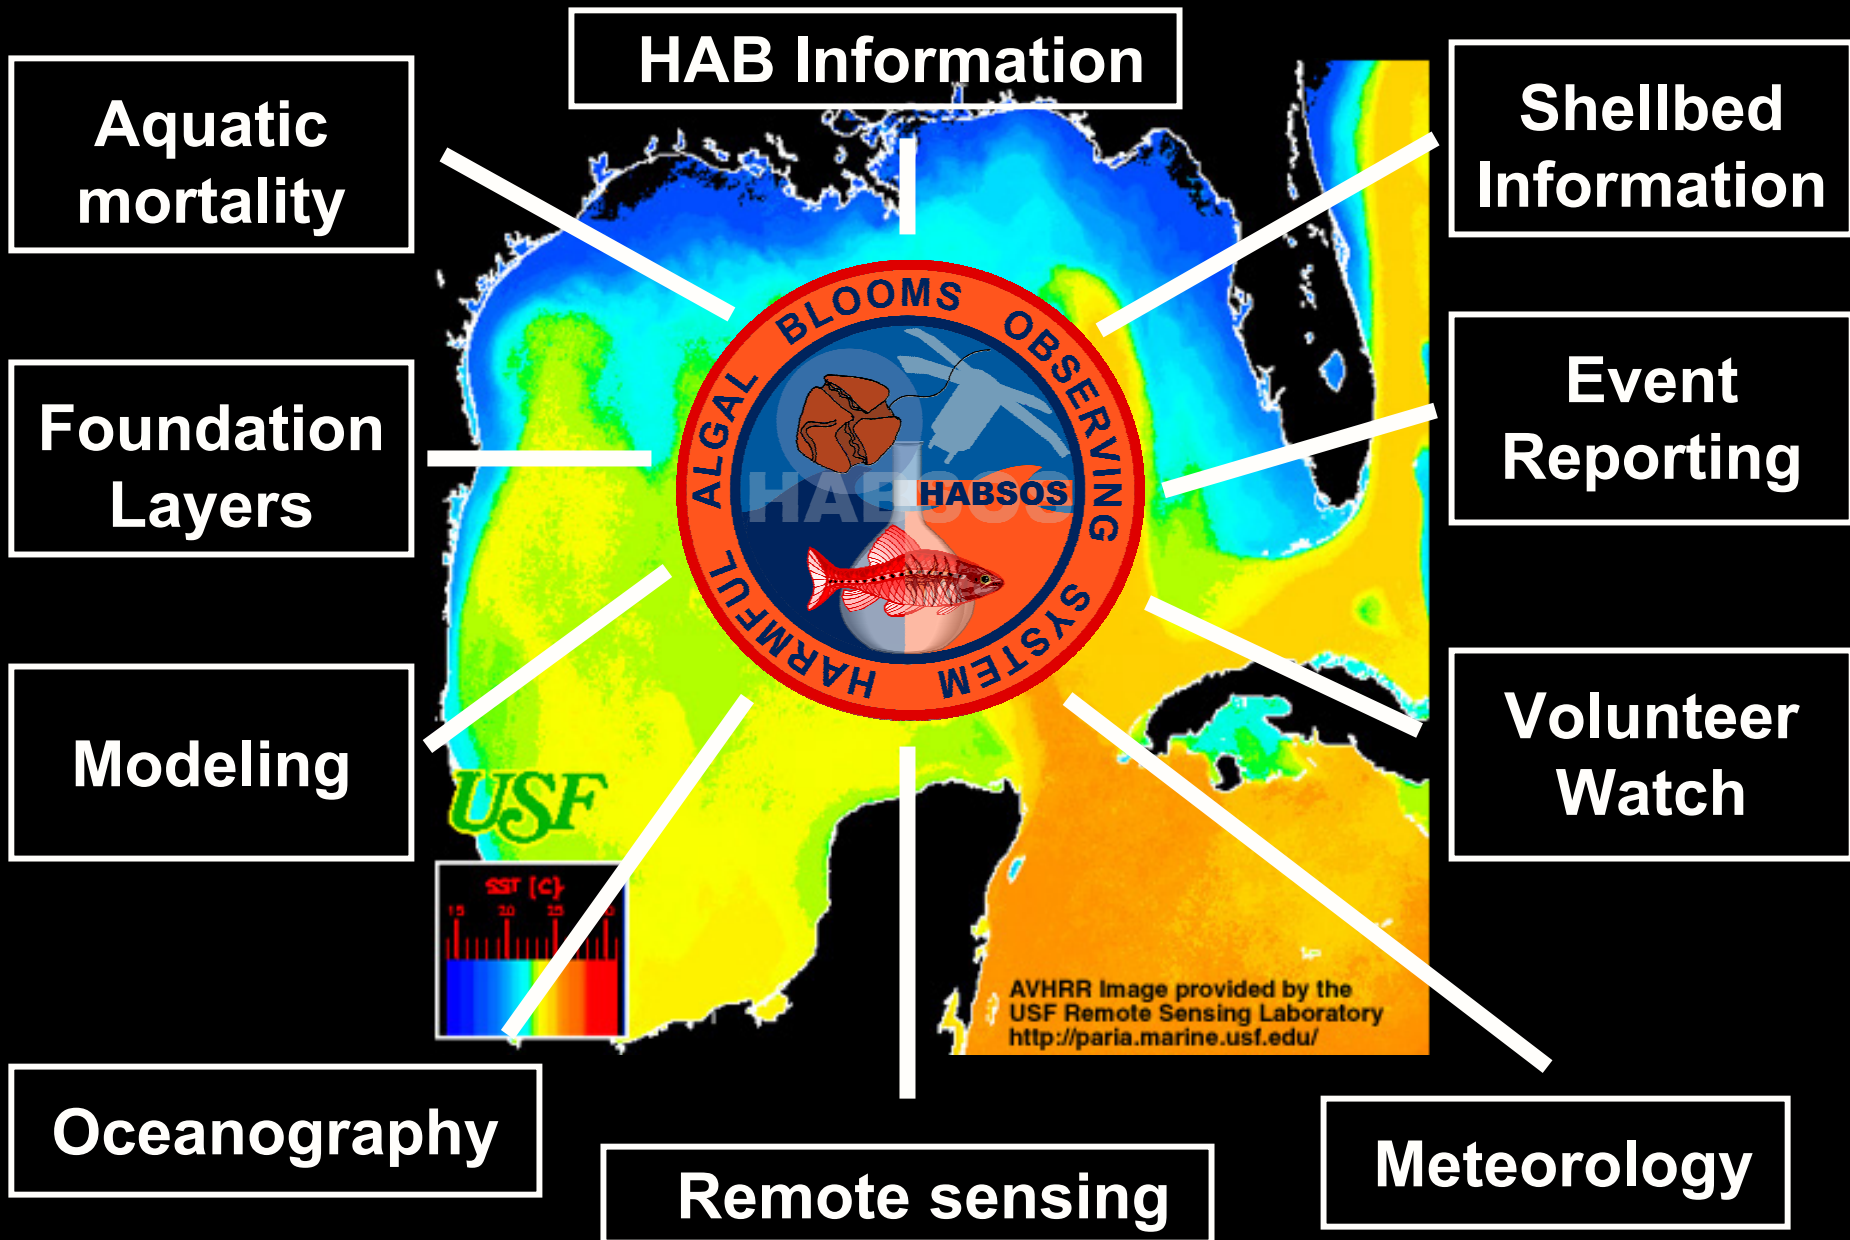 HAB Information
Aquatic
mortality
Shellbed
Information
HARMFUL ALGAL BLOOMS OBSERVING SYSTEM
HABSOS
HABSOS
Foundation
Layers
Event
Reporting
Modeling
Volunteer
Watch
USF
SST (C)
15 20 25
AVHRR Image provided by the
USF Remote Sensing Laboratory
http://paria.marine.usf.edu/
Oceanography
Remote sensing
Meteorology